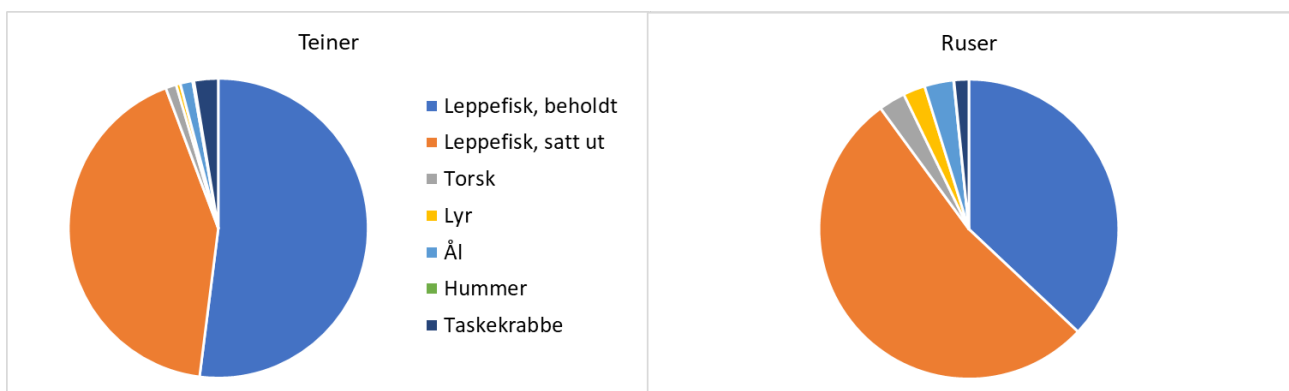 Teiner
Leppefisk, beholdt
Leppefisk, satt ut
Torsk
Lyr
Ål
Hummer
Taskekrabbe
Ruser